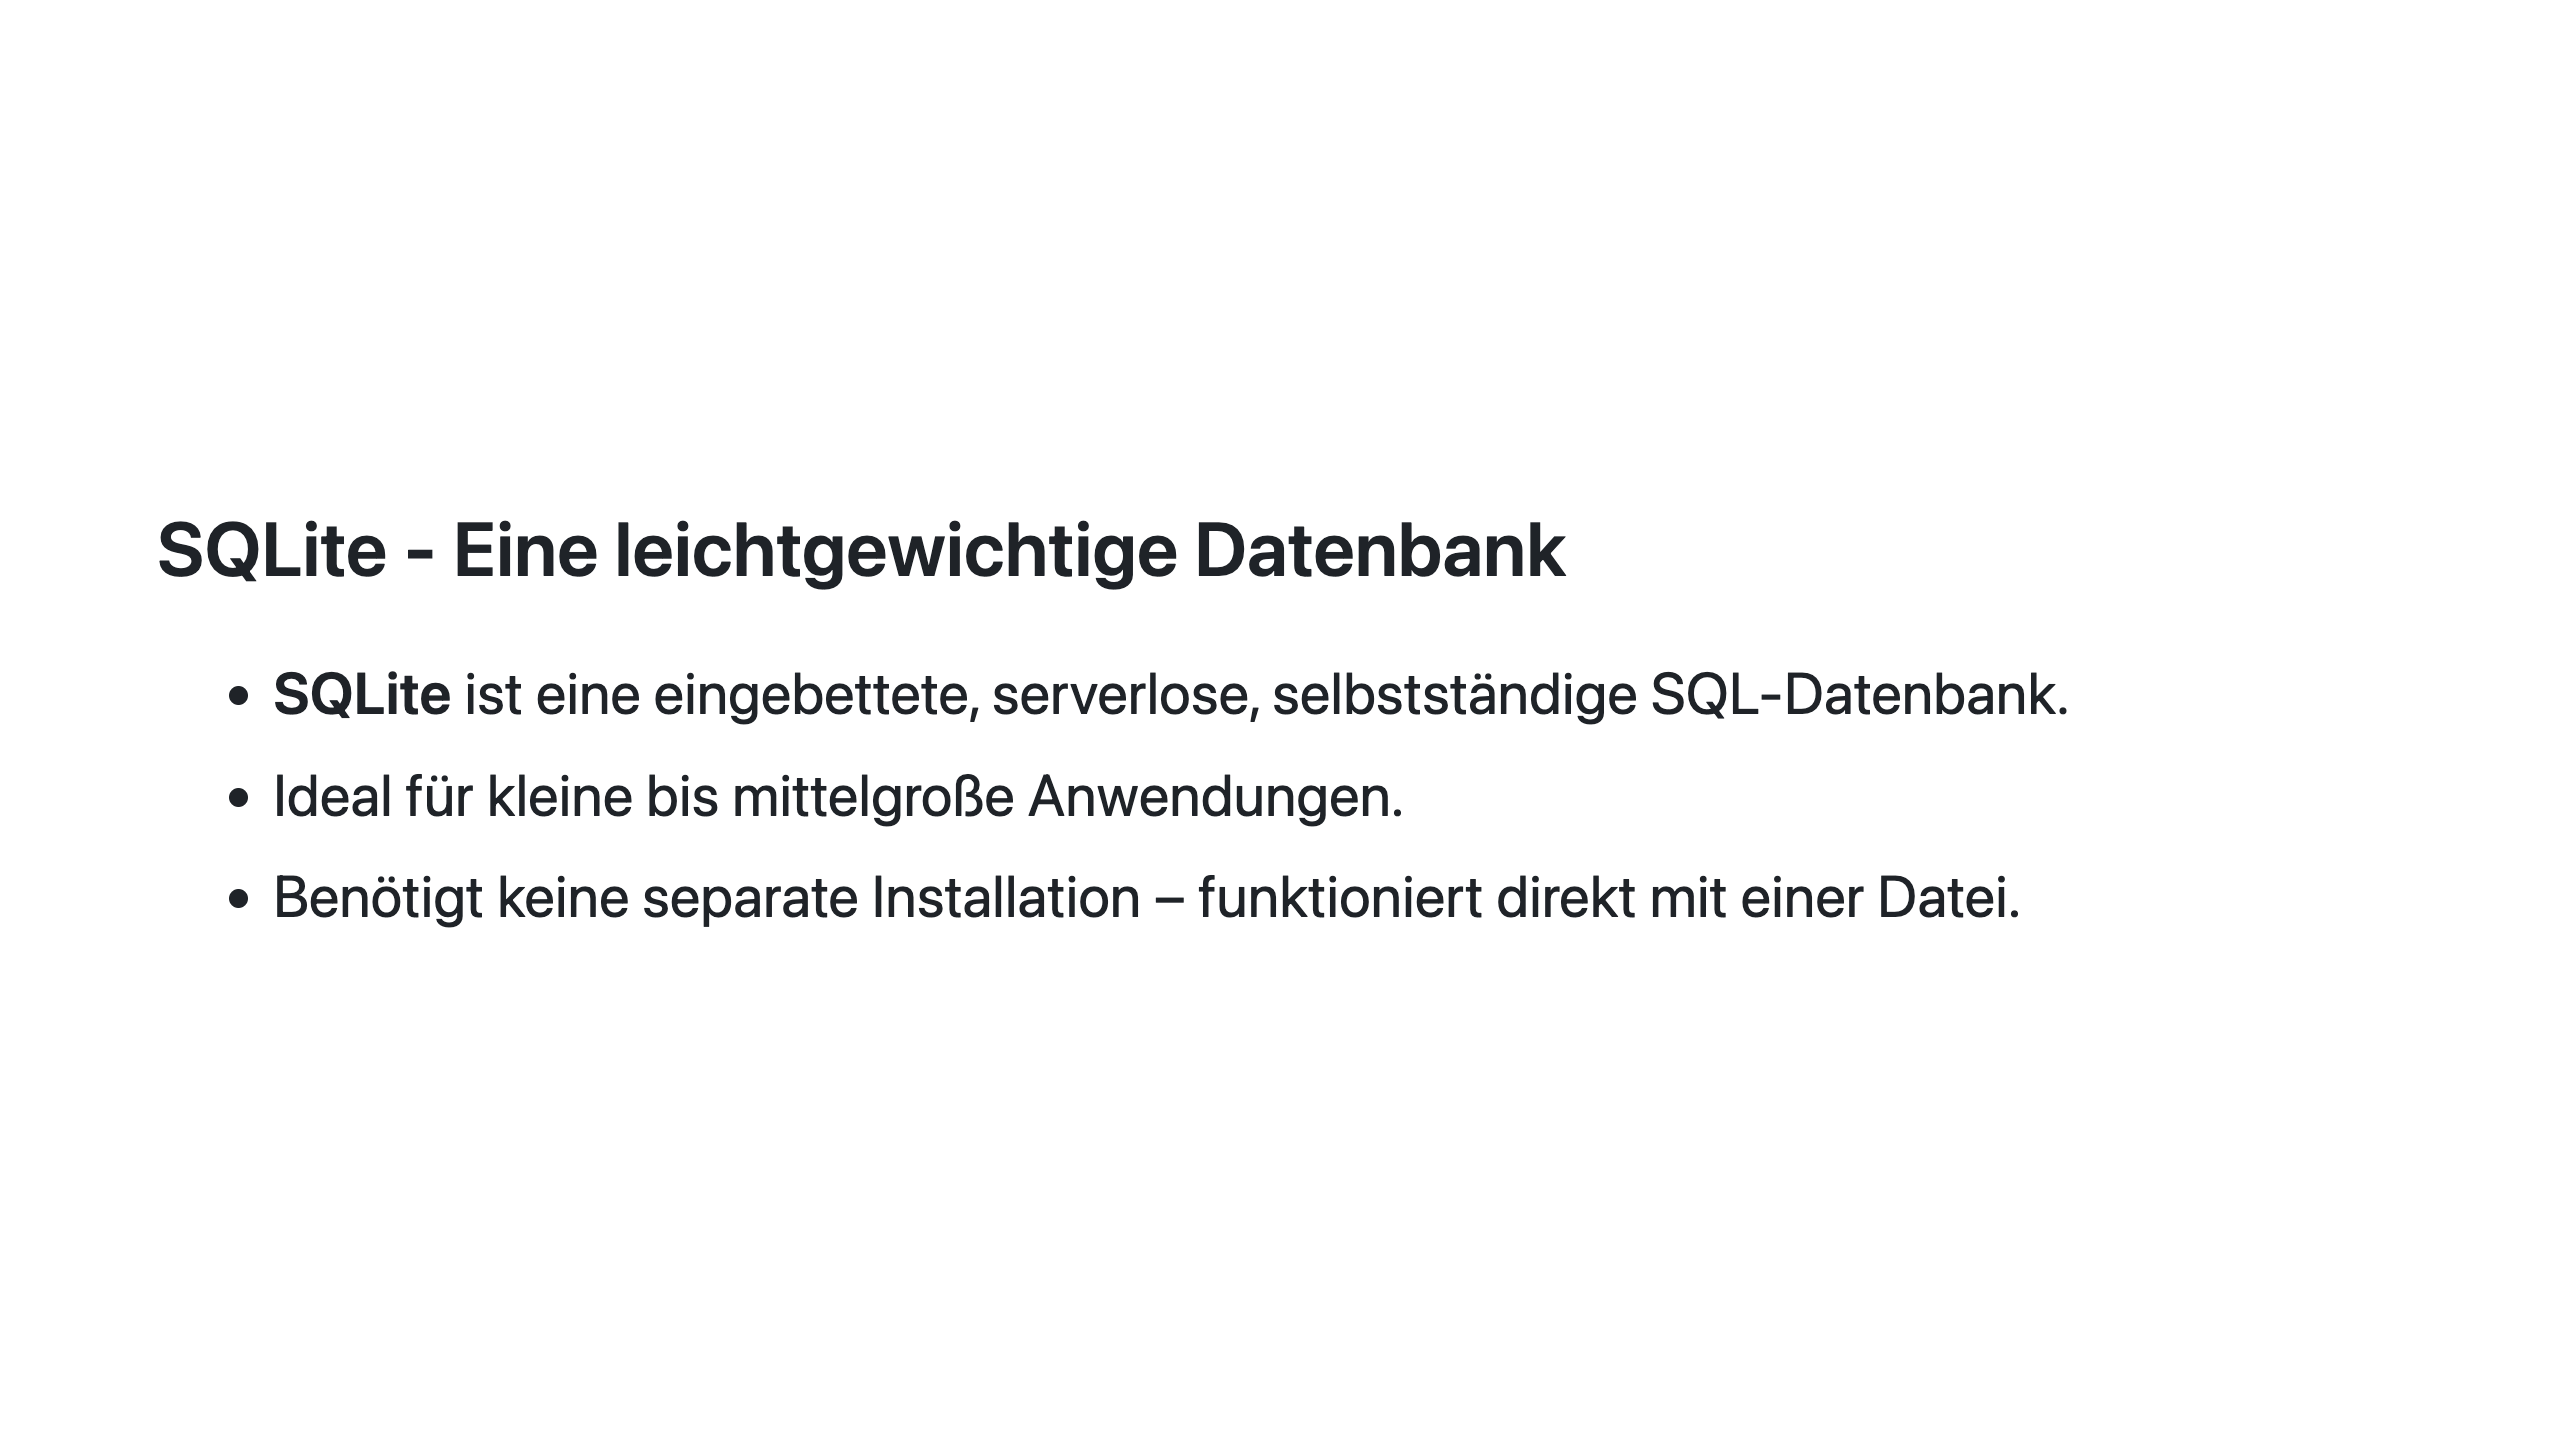 SQLite - Eine leichtgewichtige Datenbank
• SQLite ist eine eingebettete, serverlose, selbstständige SQL-Datenbank.
• Ideal für kleine bis mittelgroße Anwendungen.
• Benötigt keine separate Installation – funktioniert direkt mit einer Datei.